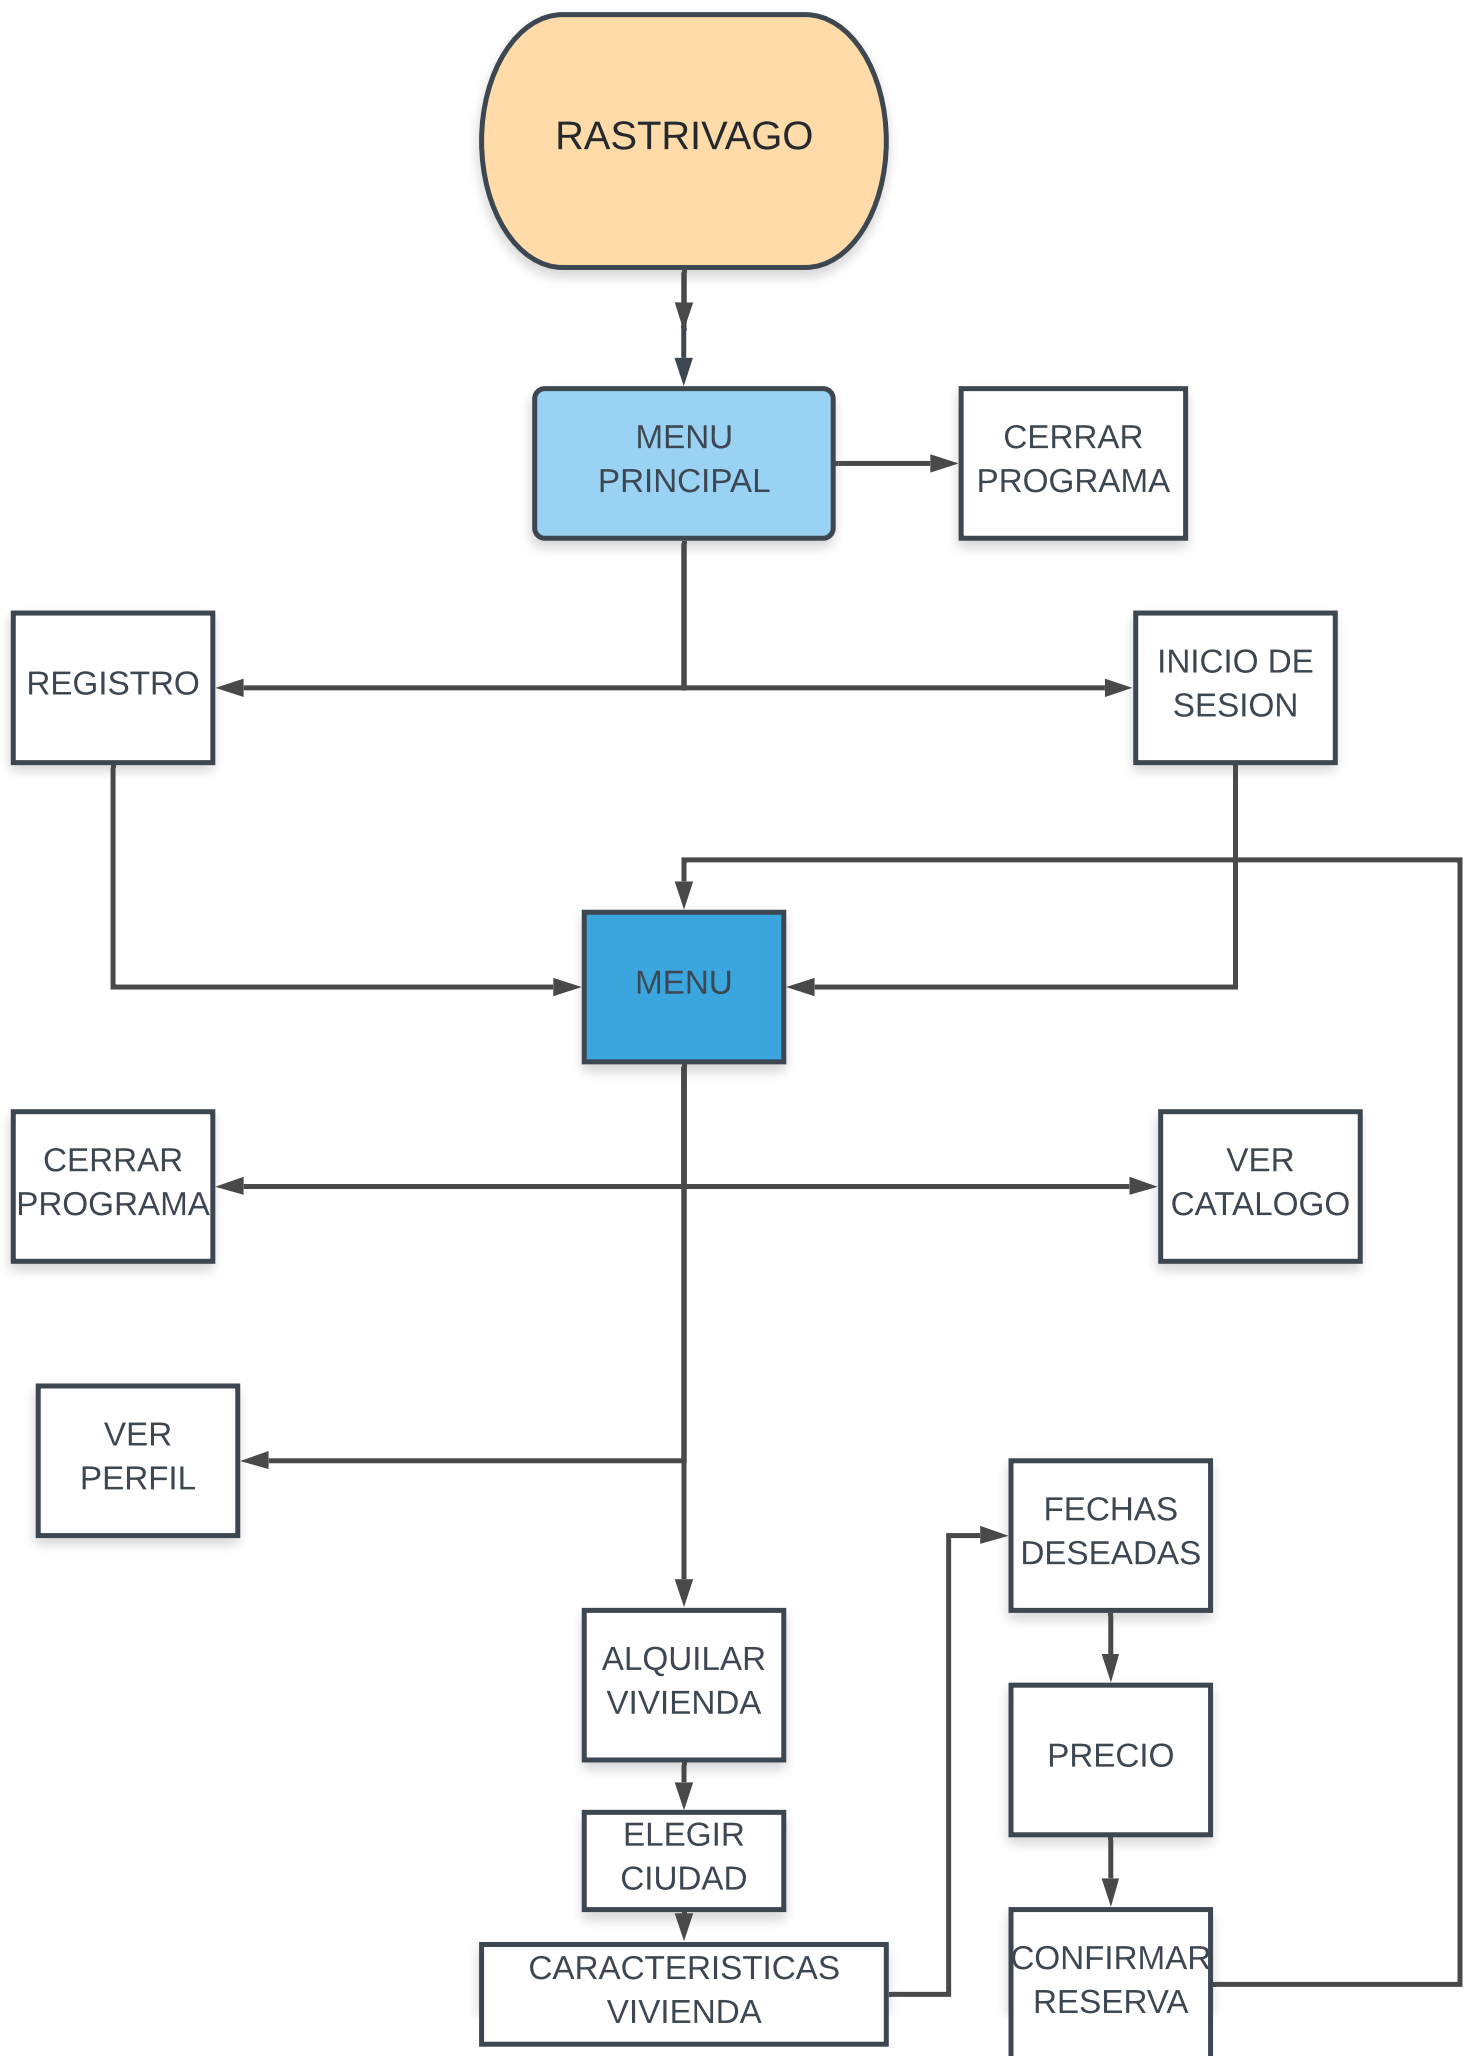 RASTRIVAGO
MENU
PRINCIPAL
CERRAR
PROGRAMA
REGISTRO
INICIO DE
SESION
MENU
CERRAR
PROGRAMA
VER
CATALOGO
VER
PERFIL
FECHAS
DESEADAS
ALQUILAR
VIVIENDA
PRECIO
ELEGIR
CIUDAD
CARACTERISTICAS
VIVIENDA
CONFIRMAR
RESERVA